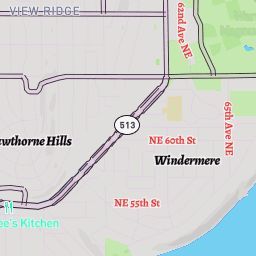 VIEW RIDGE
62nd Ave NE
65th Ave NE
513
NE 60th St
awthorne Hills
Windermere
NE 55th St
ee's Kitchen